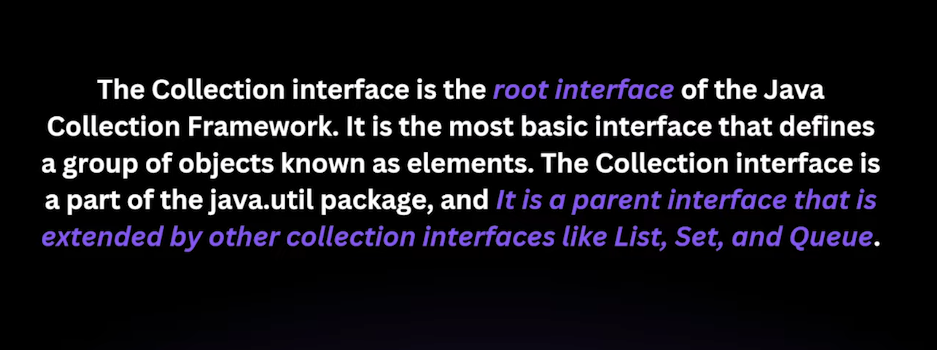 The Collection interface is the root interface of the Java
Collection Framework. It is the most basic interface that defines
a group of objects known as elements. The Collection interface is
a part of the java.util package, and It is a parent interface that is
extended by other collection interfaces like List, Set, and Queue.